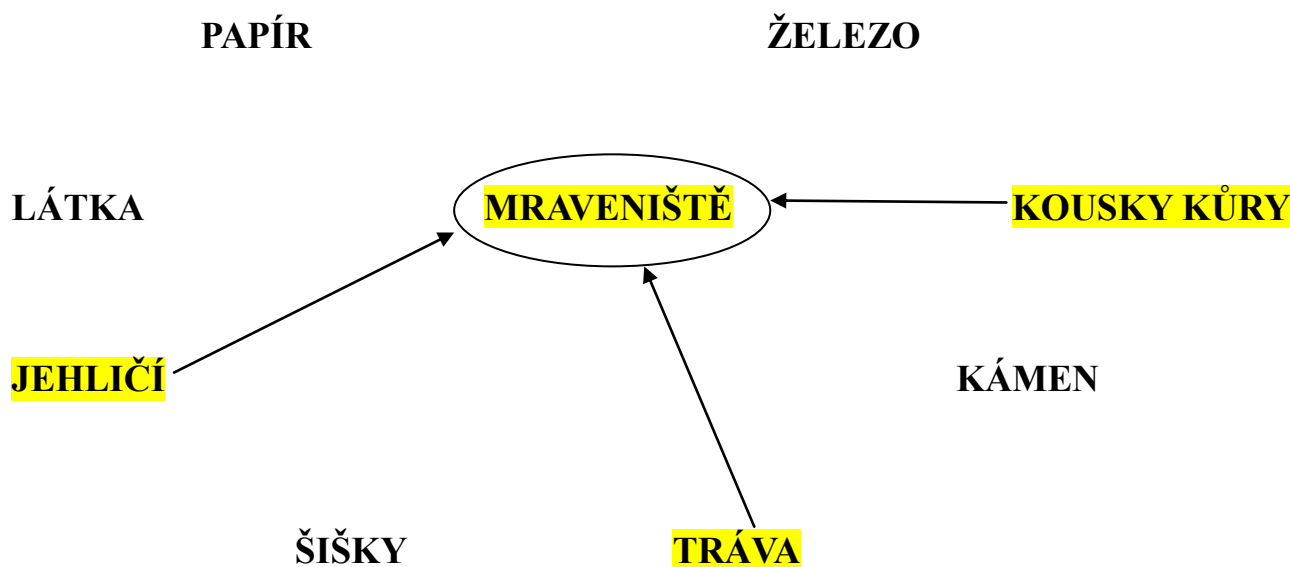 PAPÍR ŽELEZO
LÁTKA MRAVENIŠTĚ KOUSKY KŮRY
JEHLIČÍ KÁMEN
ŠIŠKY TRÁVA